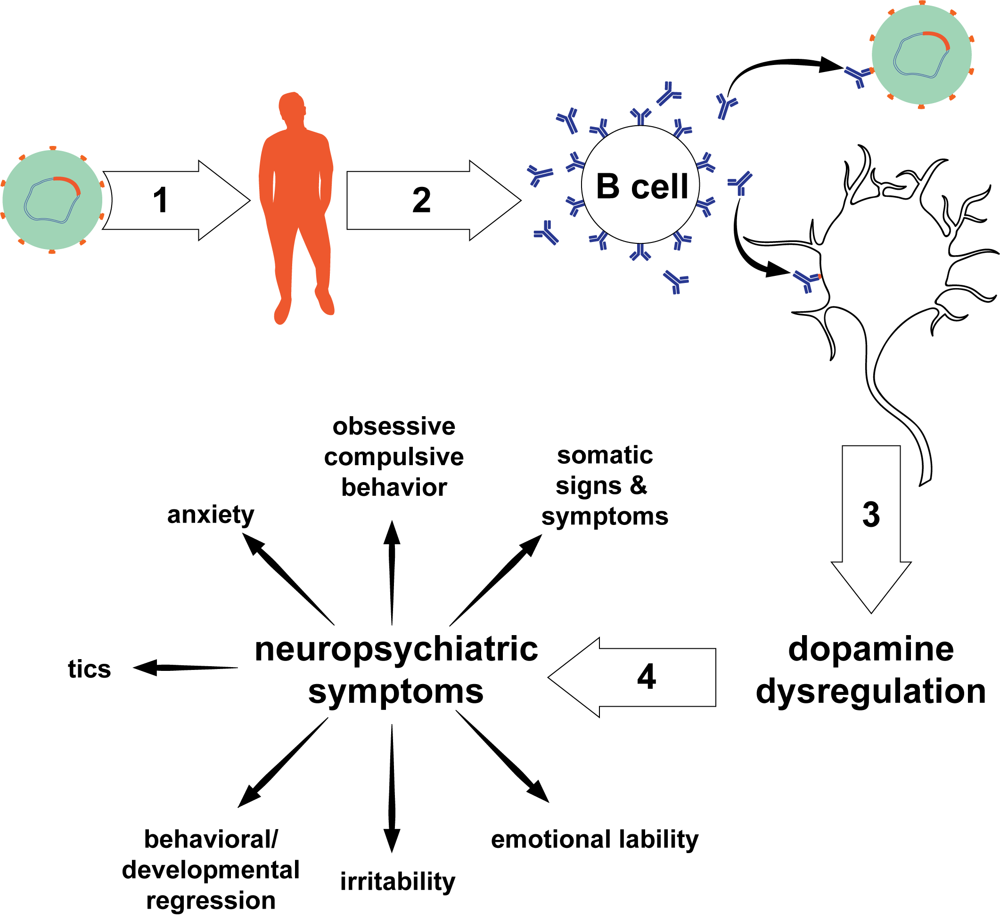 1
2
B cell
3
obsessive
compulsive
behavior
somatic
signs &
symptoms
anxiety
neuropsychiatric
symptoms
4
dopamine
dysregulation
tics
behavioral/
developmental
regression
irritability
emotional lability